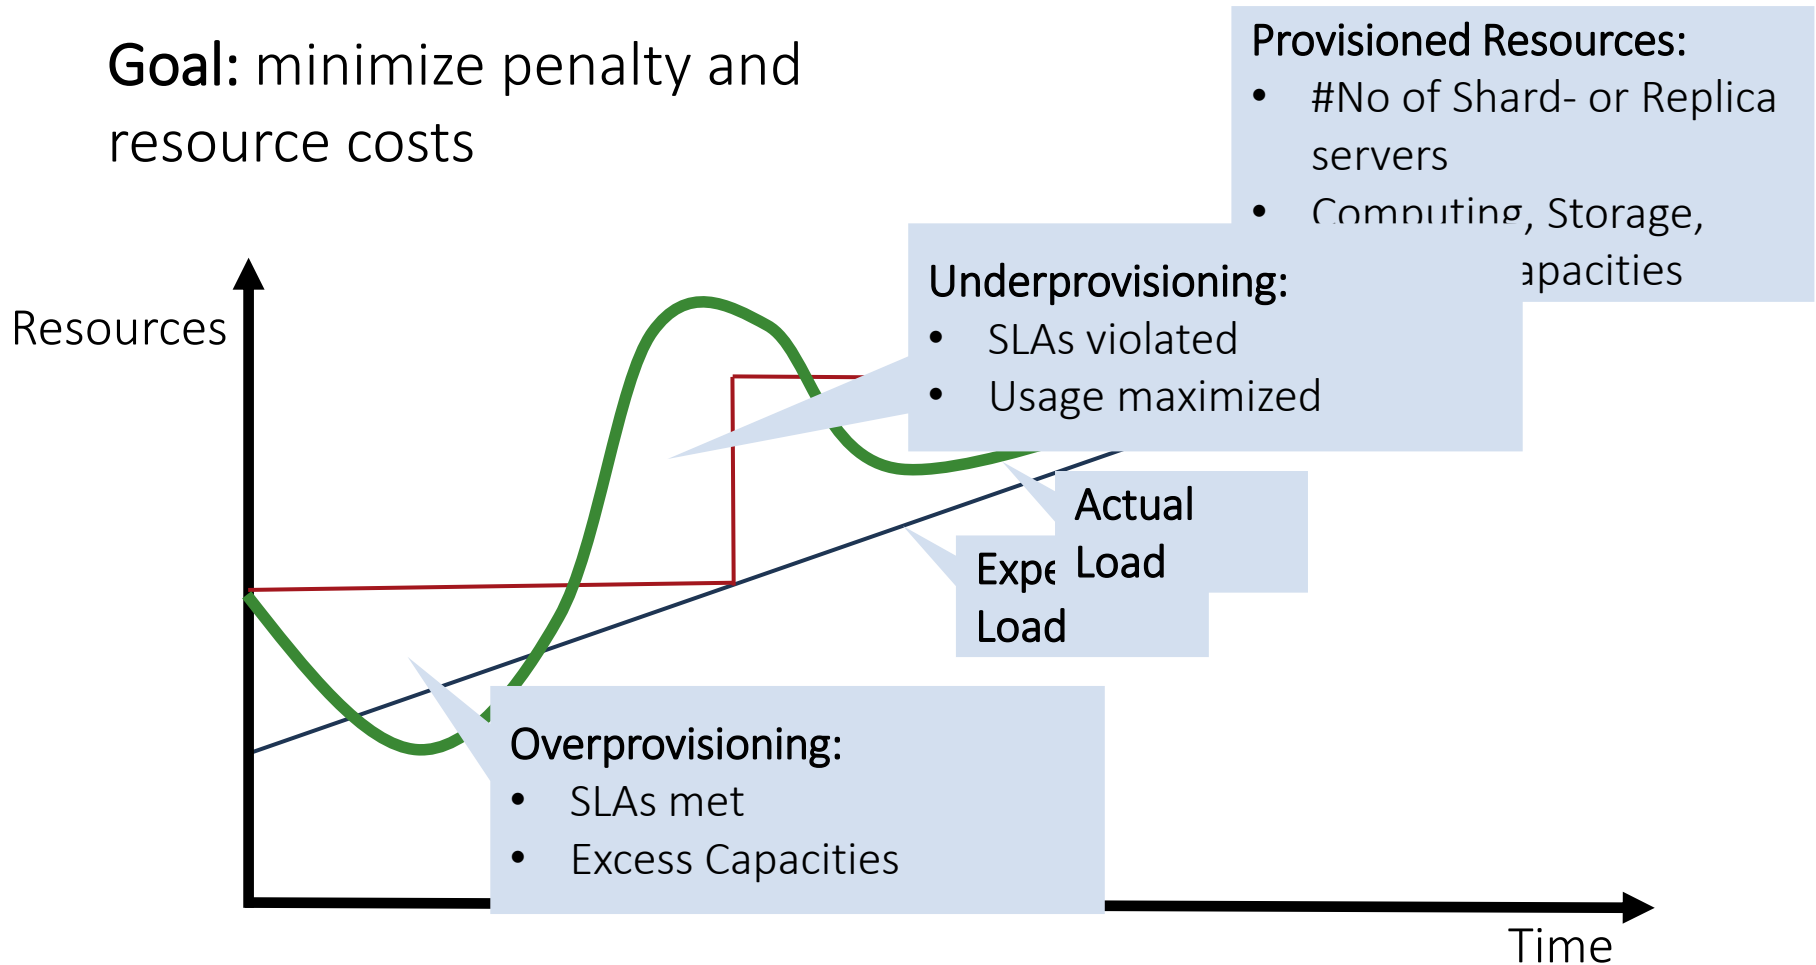 Goal: minimize penalty and
resource costs
Provisioned Resources:
• #No of Shard- or Replica
servers
• Computing, Storage,
apacities
Underprovisioning:
• SLAs violated
• Usage maximized
Resources
Actual
Load
Expe
Load
Overprovisioning:
• SLAs met
• Excess Capacities
Time